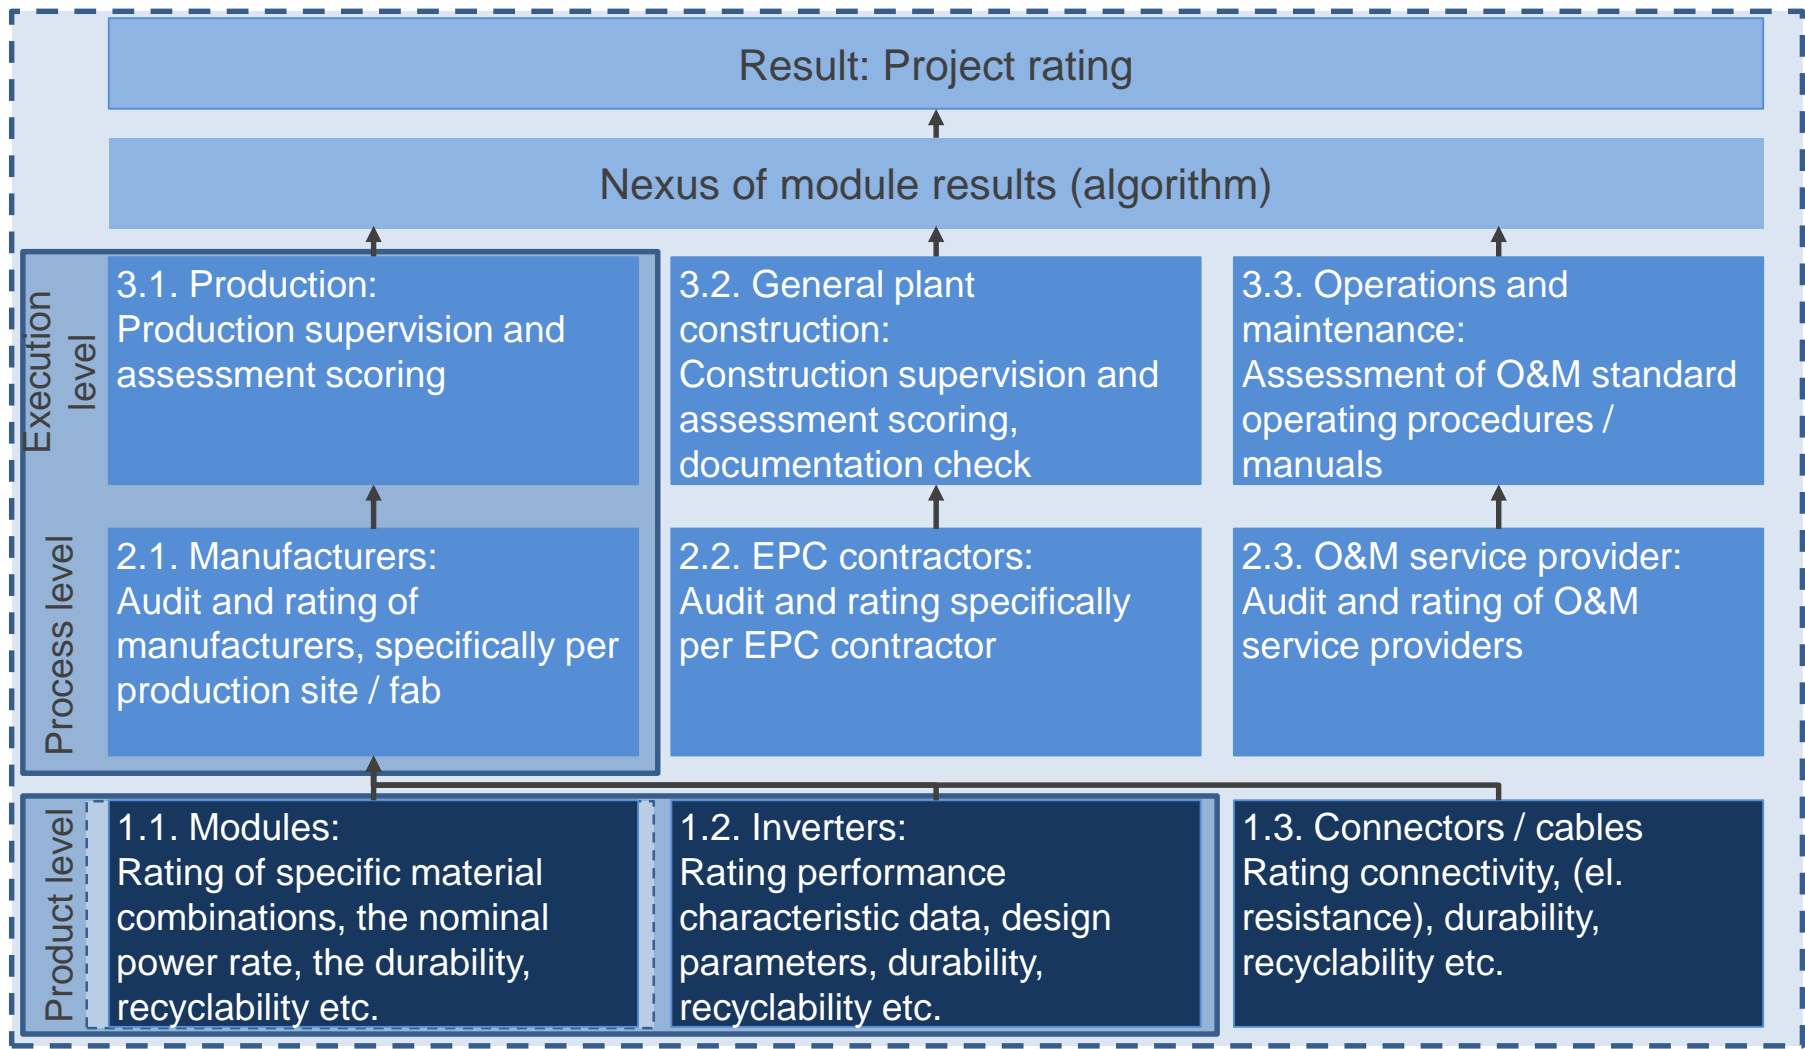 Result: Project rating
Nexus of module results (algorithm)
Execution
level
3.1. Production:
Production supervision and
assessment scoring
3.2. General plant
construction:
Construction supervision and
assessment scoring,
documentation check
3.3. Operations and
maintenance:
Assessment of O&M standard
operating procedures /
manuals
Process level
2.1. Manufacturers:
Audit and rating of
manufacturers, specifically per
production site / fab
2.2. EPC contractors:
Audit and rating specifically
per EPC contractor
2.3. O&M service provider:
Audit and rating of O&M
service providers
Product level
1.1. Modules:
Rating of specific material
combinations, the nominal
power rate, the durability,
recyclability etc.
1.2. Inverters:
Rating performance
characteristic data, design
parameters, durability,
recyclability etc.
1.3. Connectors / cables
Rating connectivity, (el.
resistance), durability,
recyclability etc.